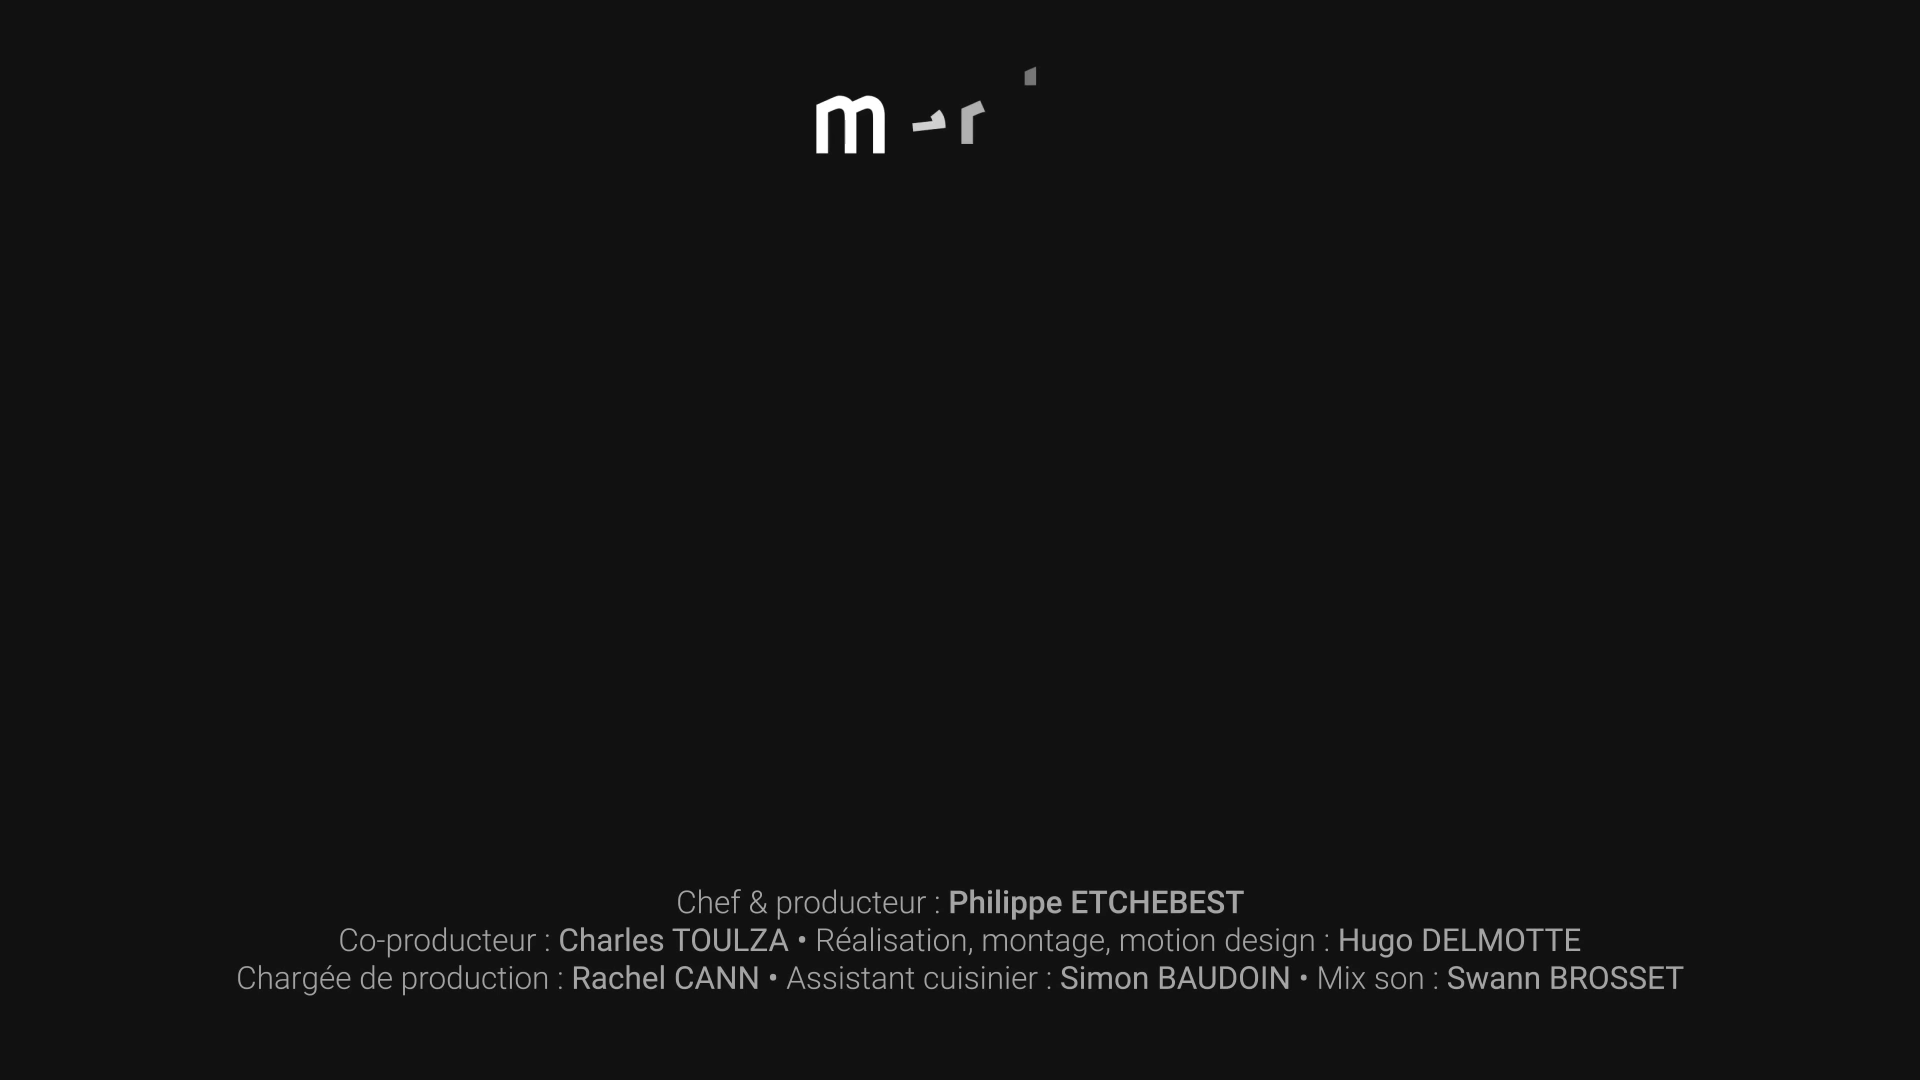 m r
Chef & producteur : Philippe ETCHEBEST
Co-producteur : Charles TOULZA • Réalisation, montage, motion design : Hugo DELMOTTE
Chargée de production : Rachel CANN • Assistant cuisinier : Simon BAUDOIN • Mix son : Swann BROSSET